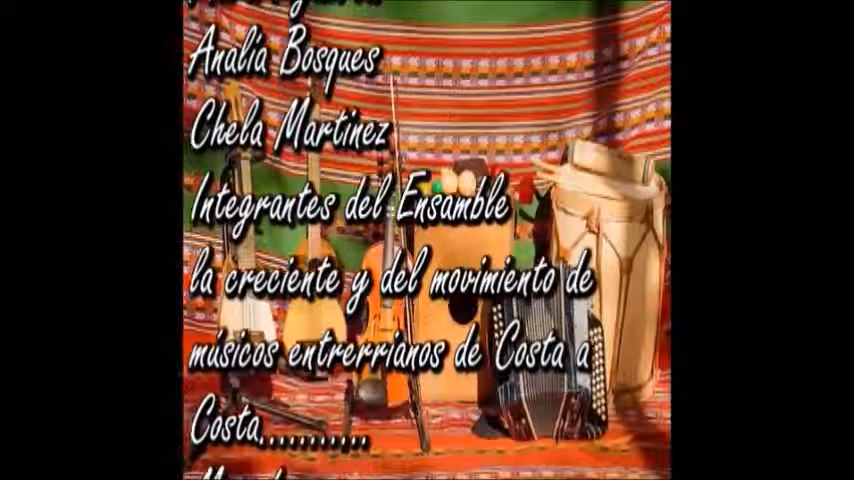 Analía Bosques
Chela Martinez
Integrantes del Ensamble
la creciente y del movimiento de
músicos entrerrianos de Costa a
Costa...........